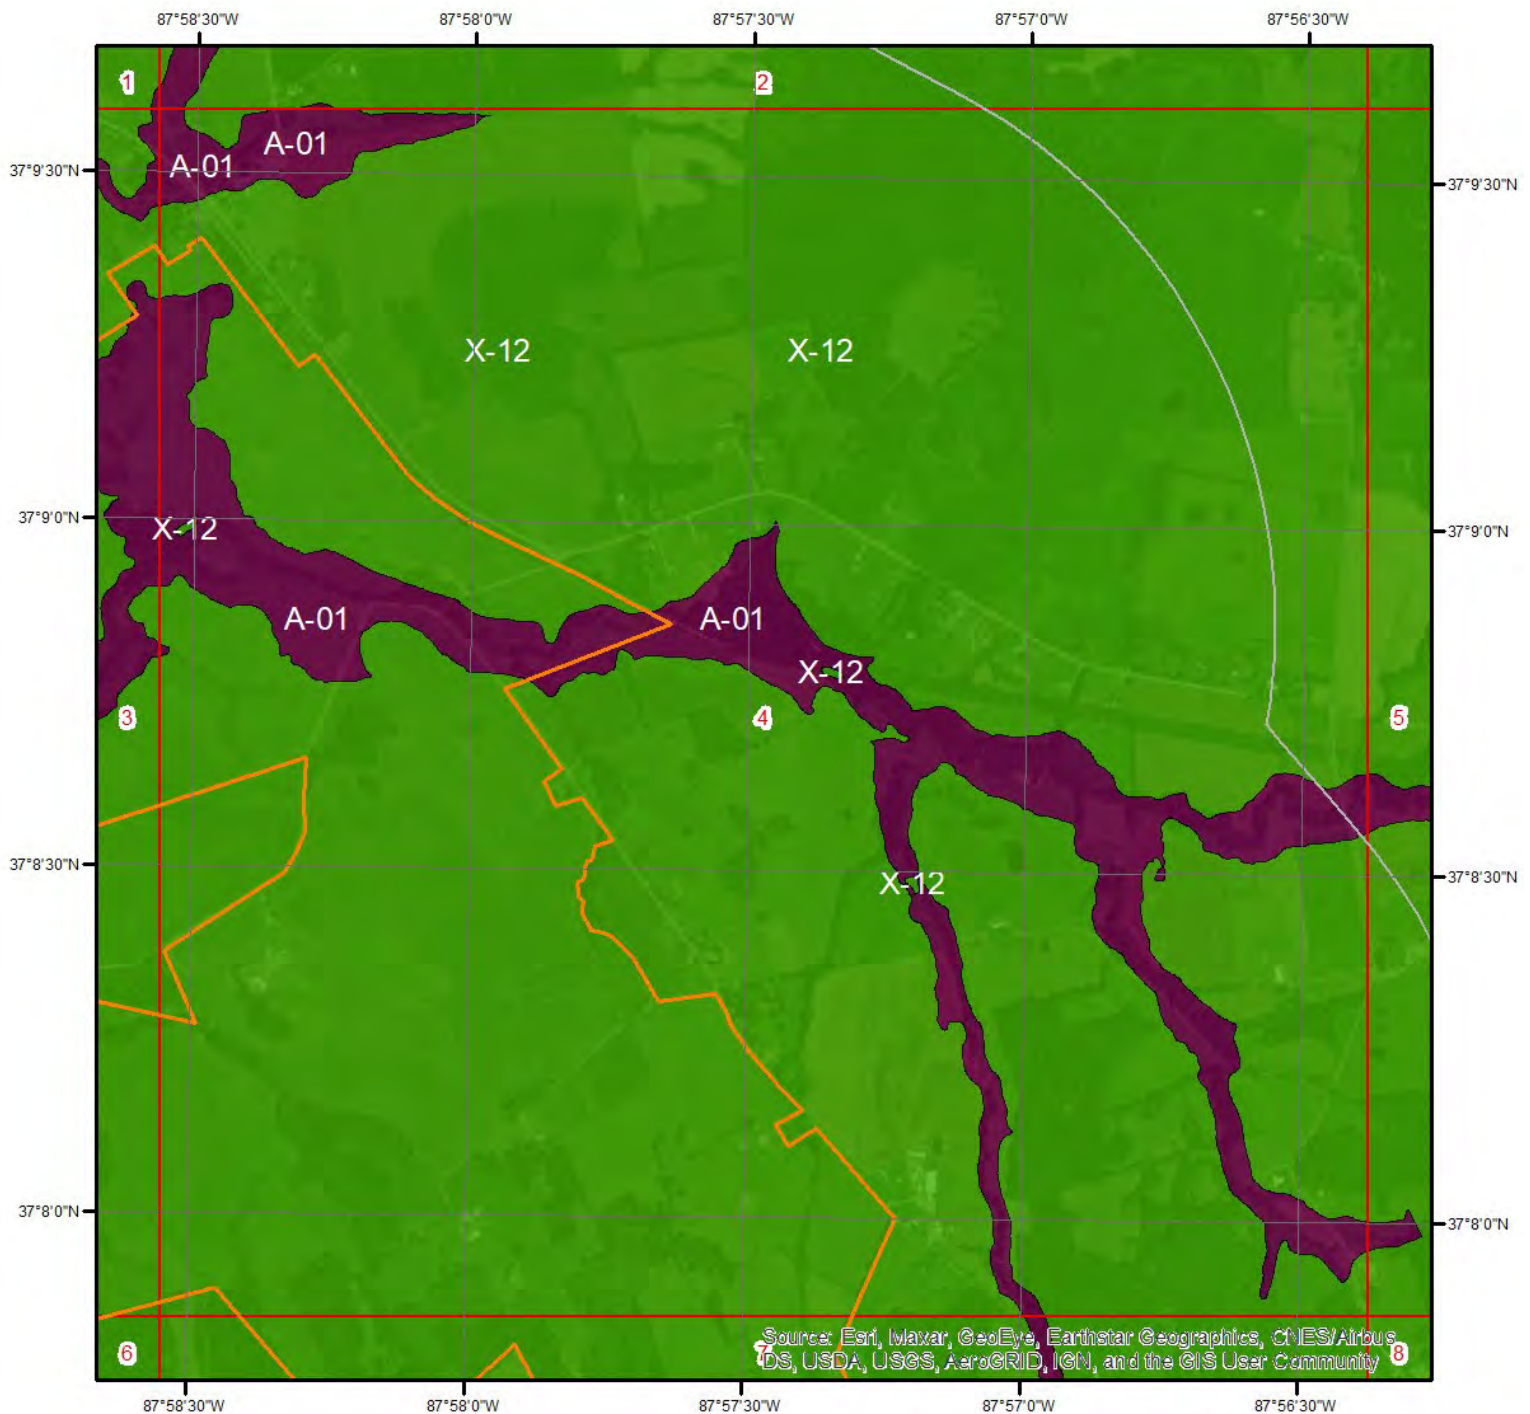 87°58'30"W 87°58'0"W 87°57'30"W 87°57'0"W 87°56'30"W
1 2
A-01
A-01
37°9'30"N 37°9'30"N
X-12 X-12
37°9'0"N 37°9'0"N
X-12
A-01 A-01
X-12
3 4 5
37°8'30"N 37°8'30"N
X-12
37°8'0"N 37°8'0"N
Source: Esri, Maxar, GeoEye, Earthstar Geographics, CNES/Airbus
DS, USDA, USGS, AeroGRID, IGN, and the GIS User Community
6 7 8
87°58'30"W 87°58'0"W 87°57'30"W 87°57'0"W 87°56'30"W